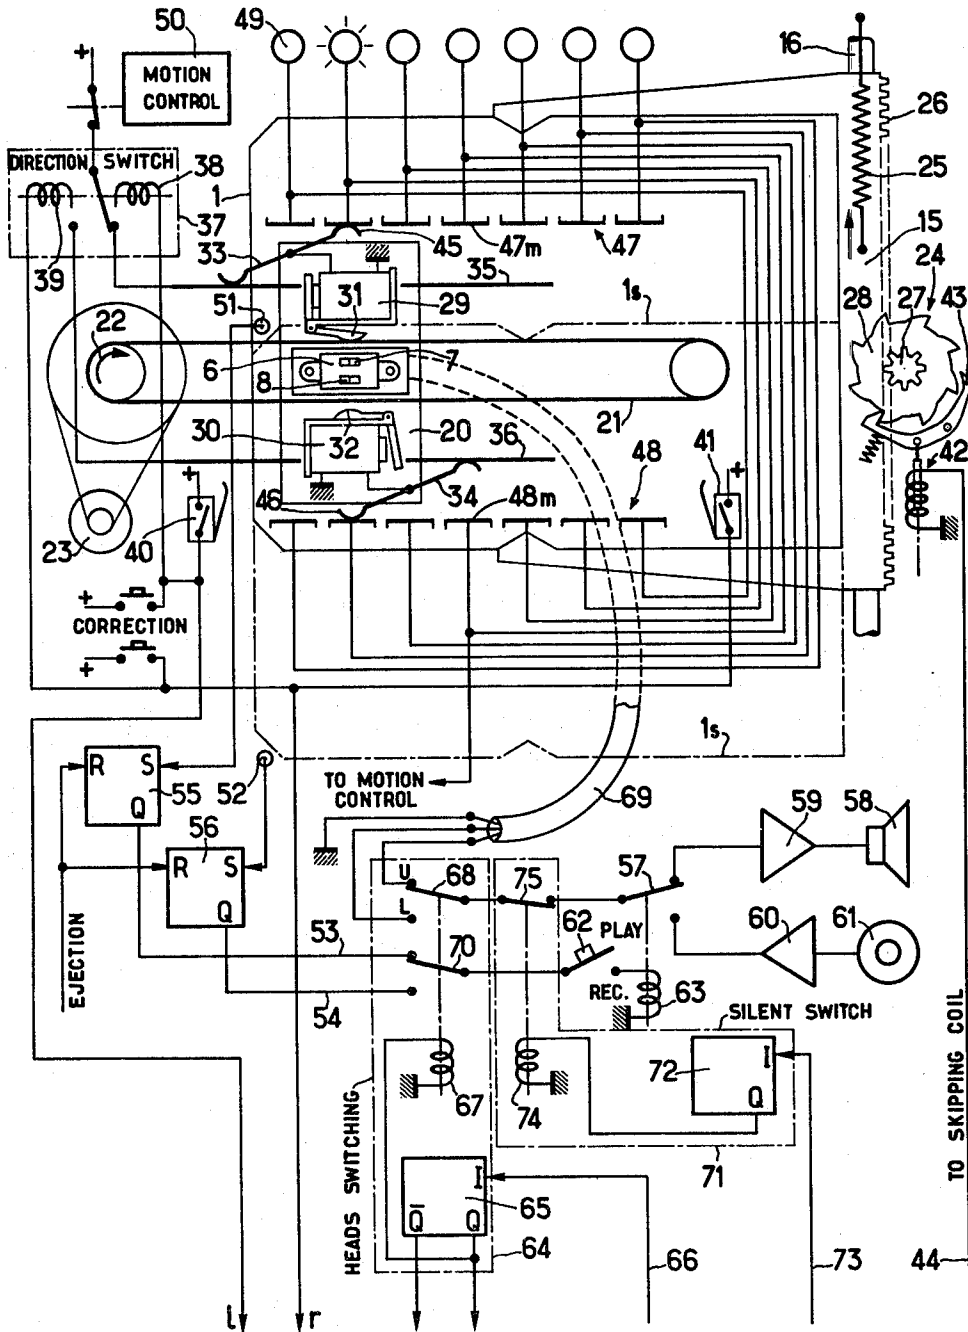 50
49
16
+
MOTION
CONTROL
26
DIRECTION SWITCH
38
1
25
37
45
47m
47
15
33
39
35
24
51
31
29
1s
28
27
43
22
6
7
8
21
30
32
20
36
41
48
42
+
+
46
34
48m
23
40
+
CORRECTION
+
1s
R S
55
Q
52
TO MOTION
CONTROL
69
59
58
56
R S
Q
U
68
75
57
L
62
PLAY
60
61
53
70
EJECTION
54
REC.
63
SILENT SWITCH
72
I
Q
67
74
71
HEADS SWITCHING
I
65
Q̅ Q
64
66
73
44
TO SKIPPING COIL
l
r